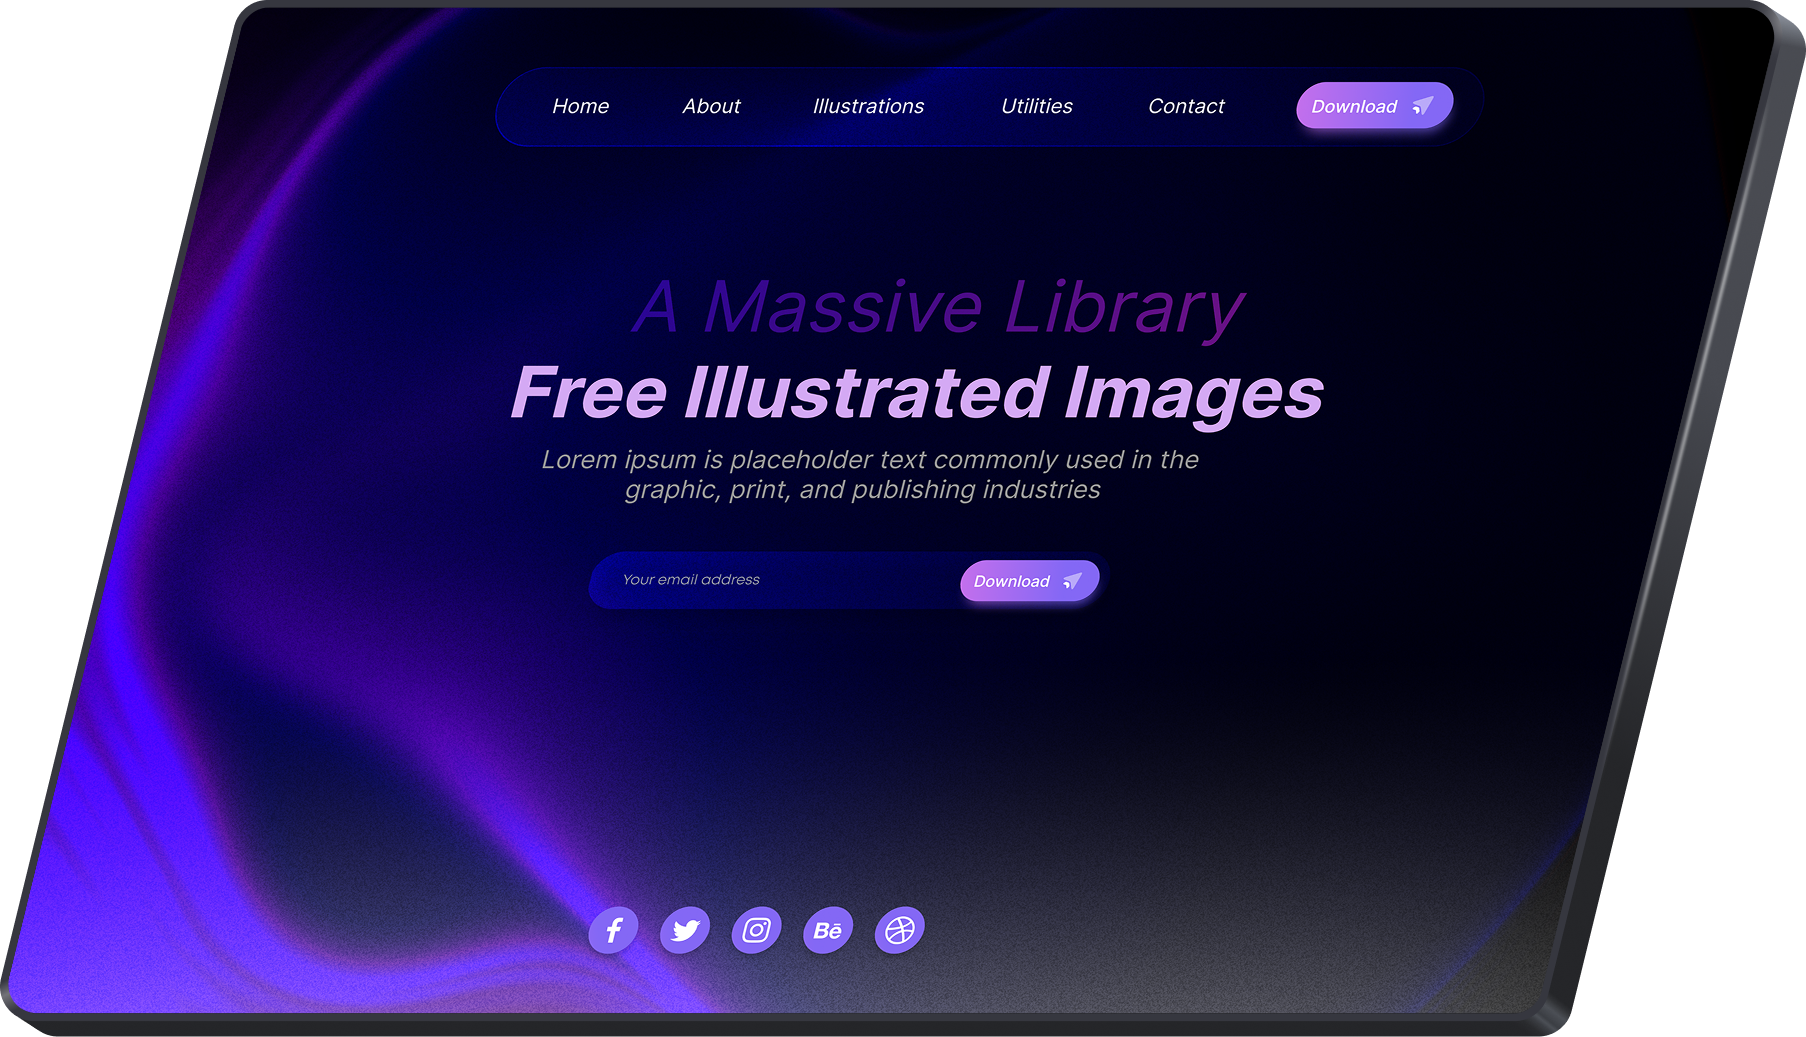 Home About Illustrations Utilities Contact Download
A Massive Library
Free Illustrated Images
Lorem ipsum is placeholder text commonly used in the
graphic, print, and publishing industries
Your email address Download
Bē